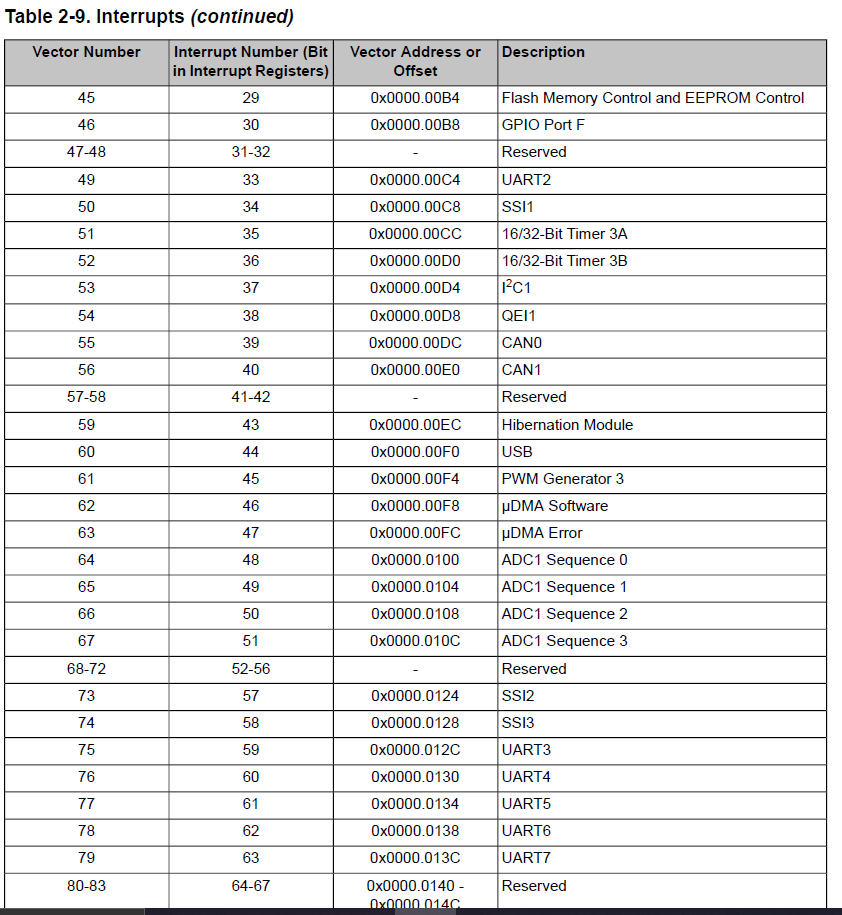 Table 2-9. Interrupts (continued)
Vector Number Interrupt Number (Bit in Interrupt Registers) Vector Address or Offset Description
45 29 0x0000.00B4 Flash Memory Control and EEPROM Control
46 30 0x0000.00B8 GPIO Port F
47-48 31-32 - Reserved
49 33 0x0000.00C4 UART2
50 34 0x0000.00C8 SSI1
51 35 0x0000.00CC 16/32-Bit Timer 3A
52 36 0x0000.00D0 16/32-Bit Timer 3B
53 37 0x0000.00D4 I²C1
54 38 0x0000.00D8 QEI1
55 39 0x0000.00DC CAN0
56 40 0x0000.00E0 CAN1
57-58 41-42 - Reserved
59 43 0x0000.00EC Hibernation Module
60 44 0x0000.00F0 USB
61 45 0x0000.00F4 PWM Generator 3
62 46 0x0000.00F8 µDMA Software
63 47 0x0000.00FC µDMA Error
64 48 0x0000.0100 ADC1 Sequence 0
65 49 0x0000.0104 ADC1 Sequence 1
66 50 0x0000.0108 ADC1 Sequence 2
67 51 0x0000.010C ADC1 Sequence 3
68-72 52-56 - Reserved
73 57 0x0000.0124 SSI2
74 58 0x0000.0128 SSI3
75 59 0x0000.012C UART3
76 60 0x0000.0130 UART4
77 61 0x0000.0134 UART5
78 62 0x0000.0138 UART6
79 63 0x0000.013C UART7
80-83 64-67 0x0000.0140 - Reserved
0x0000.014C